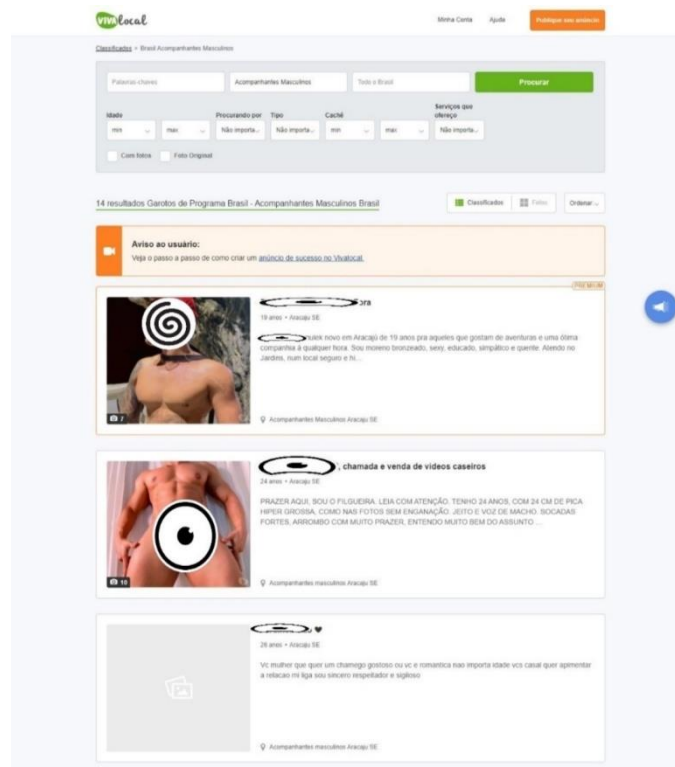 VIVAlocal
Minha Conta
Ajuda
Publique seu anúncio
Classificados > Brasil Acompanhantes Masculinos
Palavras-chaves
Acompanhantes Masculinos
Todo o Brasil
Procurar
Idade
Procurando por
Tipo
Cachê
Serviços que
ofereço
min
max
Não importa...
Não importa...
min
max
Não importa...
Com fotos
Foto Original
14 resultados Garotos de Programa Brasil - Acompanhantes Masculinos Brasil
Classificados
Fotos
Ordenar
Aviso ao usuário:
Veja o passo a passo de como criar um anúncio de sucesso no Vivalocal.
PREMIUM
ora
19 anos • Aracaju SE
novo em Aracajú de 19 anos pra aqueles que gostam de aventuras e uma ótima
companhia à qualquer hora. Sou moreno bronzeado, sexy, educado, simpático e quente. Atendo no
Jardins, num local seguro e hi...
7
Acompanhantes Masculinos Aracaju SE
, chamada e venda de videos caseiros
24 anos • Aracaju SE
PRAZER AQUI, SOU O FILGUEIRA. LEIA COM ATENÇÃO. TENHO 24 ANOS, COM 24 CM DE PICA
HIPER GROSSA, COMO NAS FOTOS SEM ENGANAÇÃO. JEITO E VOZ DE MACHO. SOCADAS
FORTES, ARROMBO COM MUITO PRAZER, ENTENDO MUITO BEM DO ASSUNTO ...
10
Acompanhantes masculinos Aracaju SE
26 anos • Aracaju SE
Vc mulher que quer um chamego gostoso ou vc e romantica nao importa idade vcs casal quer apimentar
a relacao mi liga sou sincero respeitador e sigiloso
Acompanhantes masculinos Aracaju SE